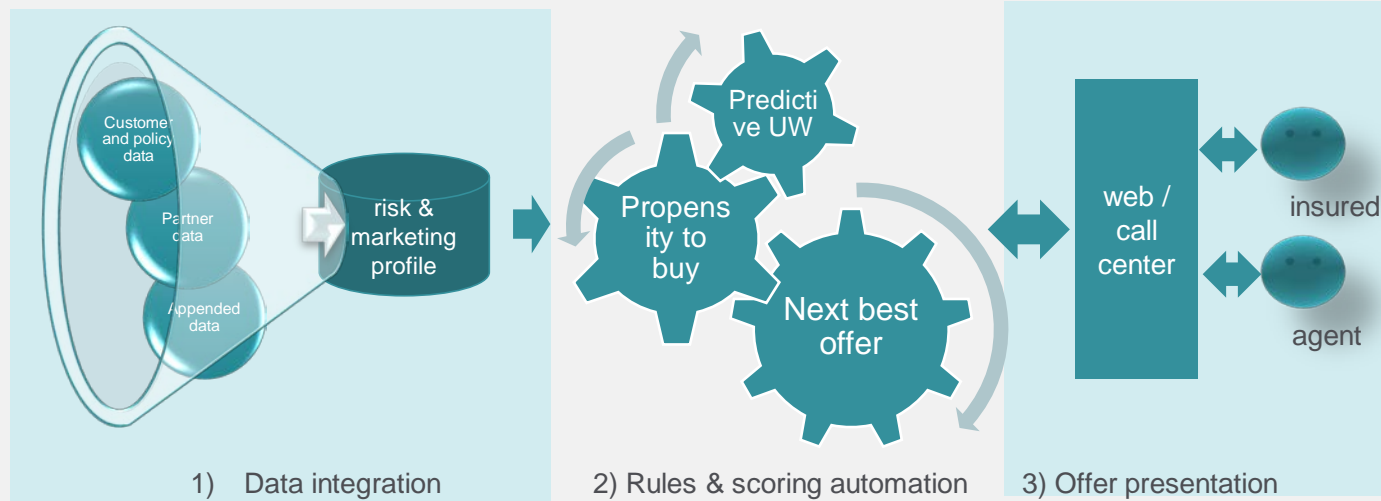 Customer
and policy
data
Partner
data
Appended
data
risk &
marketing
profile
Predicti
ve UW
Propens
ity to
buy
Next best
offer
web /
call
center
insured
agent
1) Data integration
2) Rules & scoring automation
3) Offer presentation